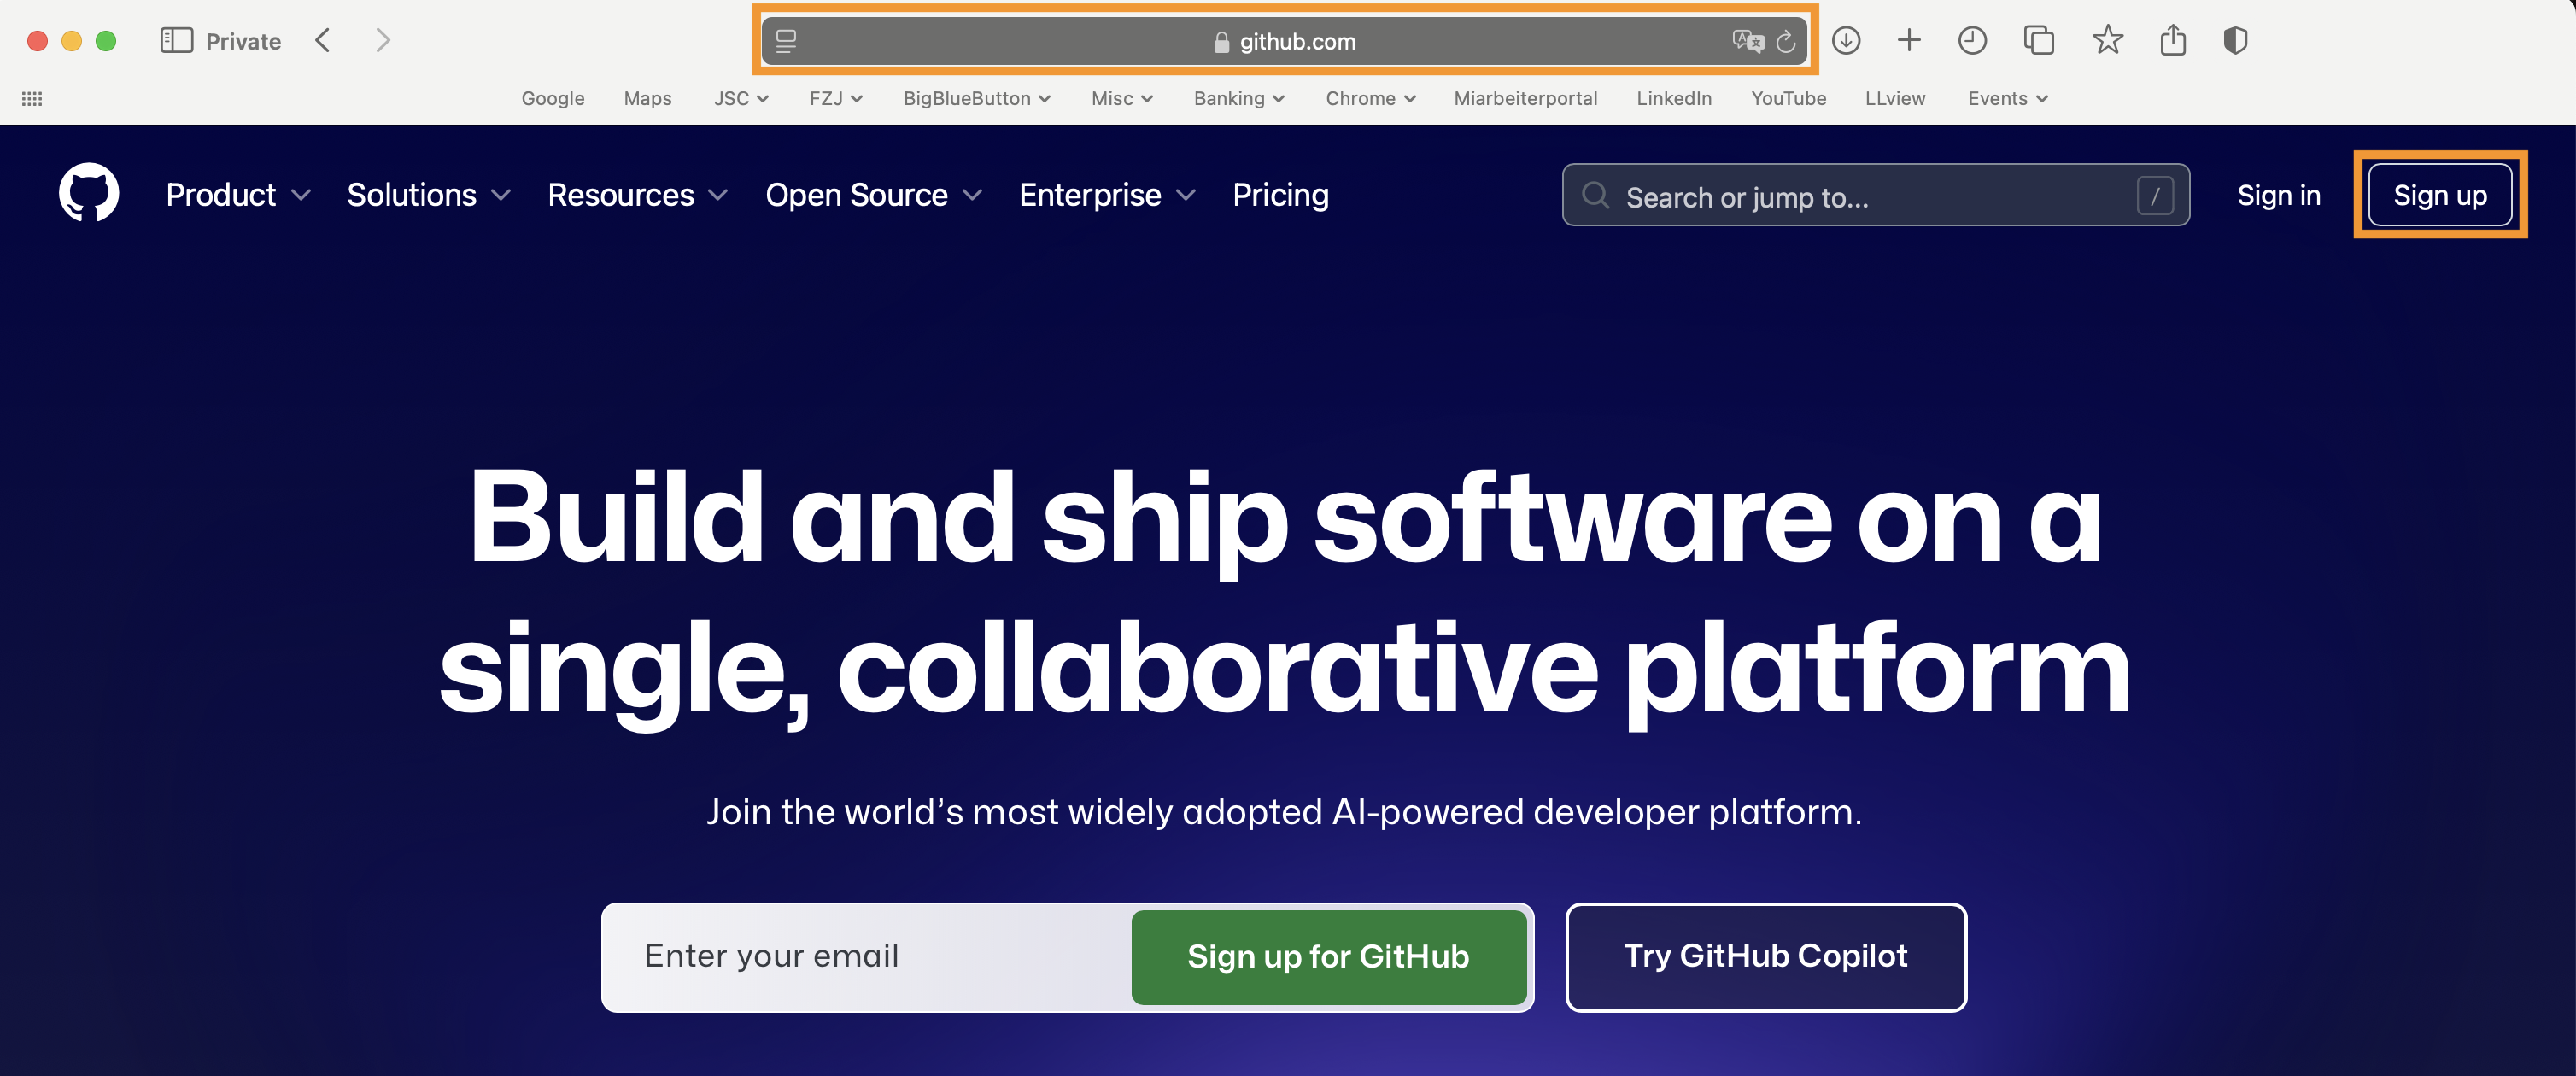 Private
github.com
Google Maps JSC FZJ BigBlueButton Misc Banking Chrome Miarbeiterportal LinkedIn YouTube LLview Events
Product Solutions Resources Open Source Enterprise Pricing Search or jump to... / Sign in Sign up
Build and ship software on a
single, collaborative platform
Join the world’s most widely adopted AI-powered developer platform.
Enter your email Sign up for GitHub Try GitHub Copilot